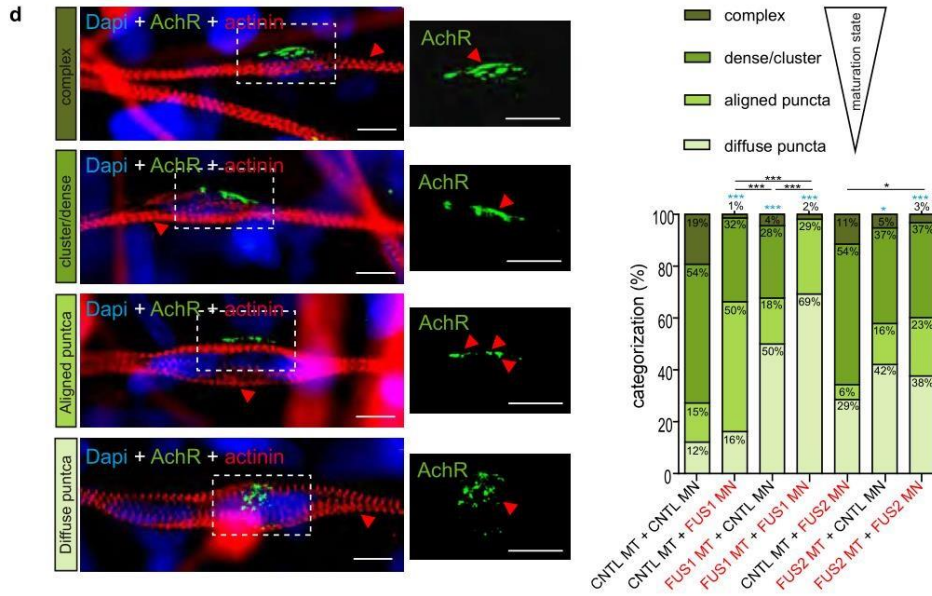 d
complex
Dapi + AchR + actinin
AchR
cluster/dense
Dapi + AchR + actinin
AchR
Aligned puntca
Dapi + AchR + actinin
AchR
Diffuse puntca
Dapi + AchR + actinin
AchR
complex
dense/cluster
aligned puncta
diffuse puncta
maturation state
***
*** *** *
*** *** *** * ***
1% 2% 3%
categorization (%)
100
80
60
40
20
0
19% 54% 15% 12%
32% 50% 16%
4% 28% 18% 50%
29% 69%
11% 54% 6% 29%
5% 37% 16% 42%
37% 23% 38%
CNTL MT + CNTL MN
CNTL MT + FUS1 MN
FUS1 MT + CNTL MN
FUS1 MT + FUS1 MN
CNTL MT + FUS2 MN
FUS2 MT + CNTL MN
FUS2 MT + FUS2 MN